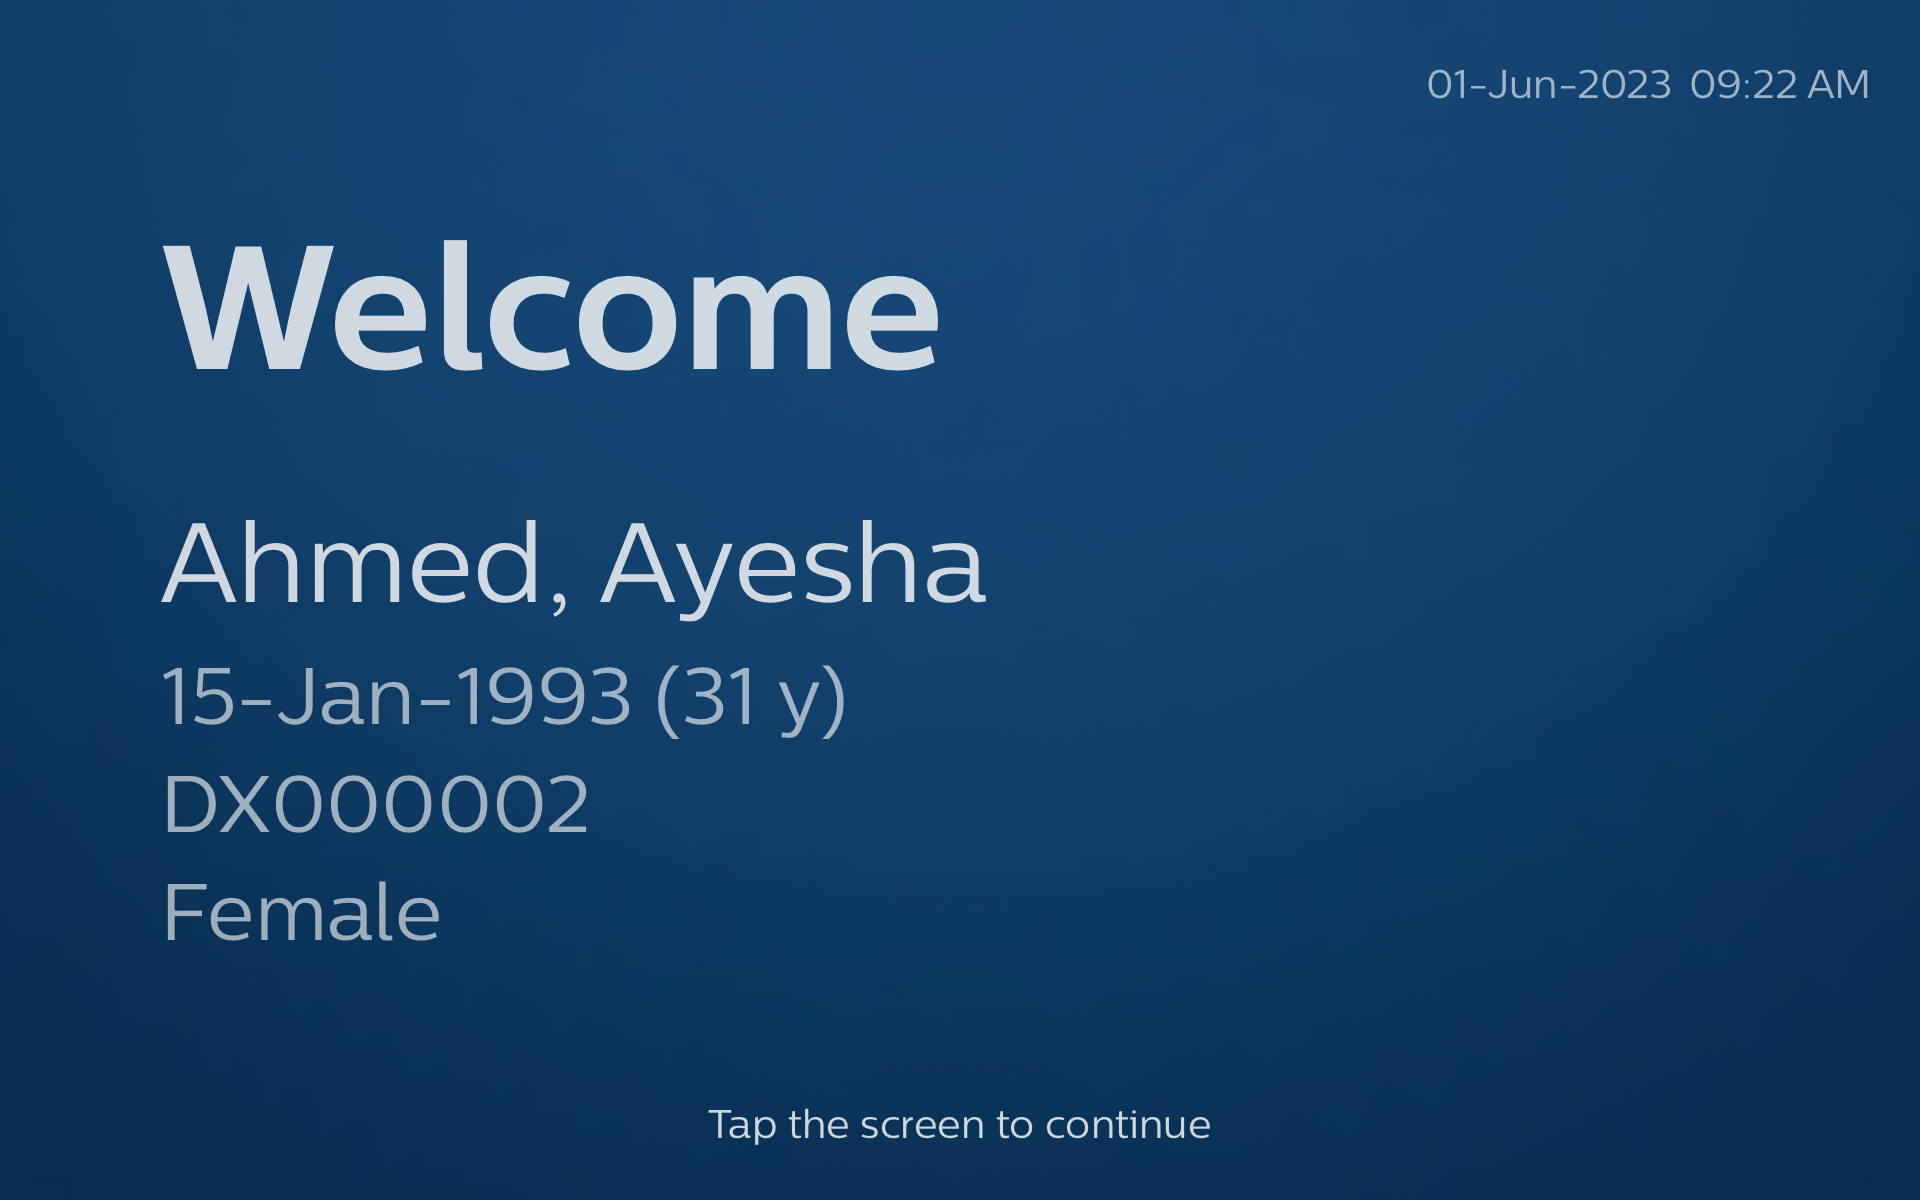 01-Jun-2023 09:22 AM
Welcome
Ahmed, Ayesha
15-Jan-1993 (31 y)
DX000002
Female
Tap the screen to continue